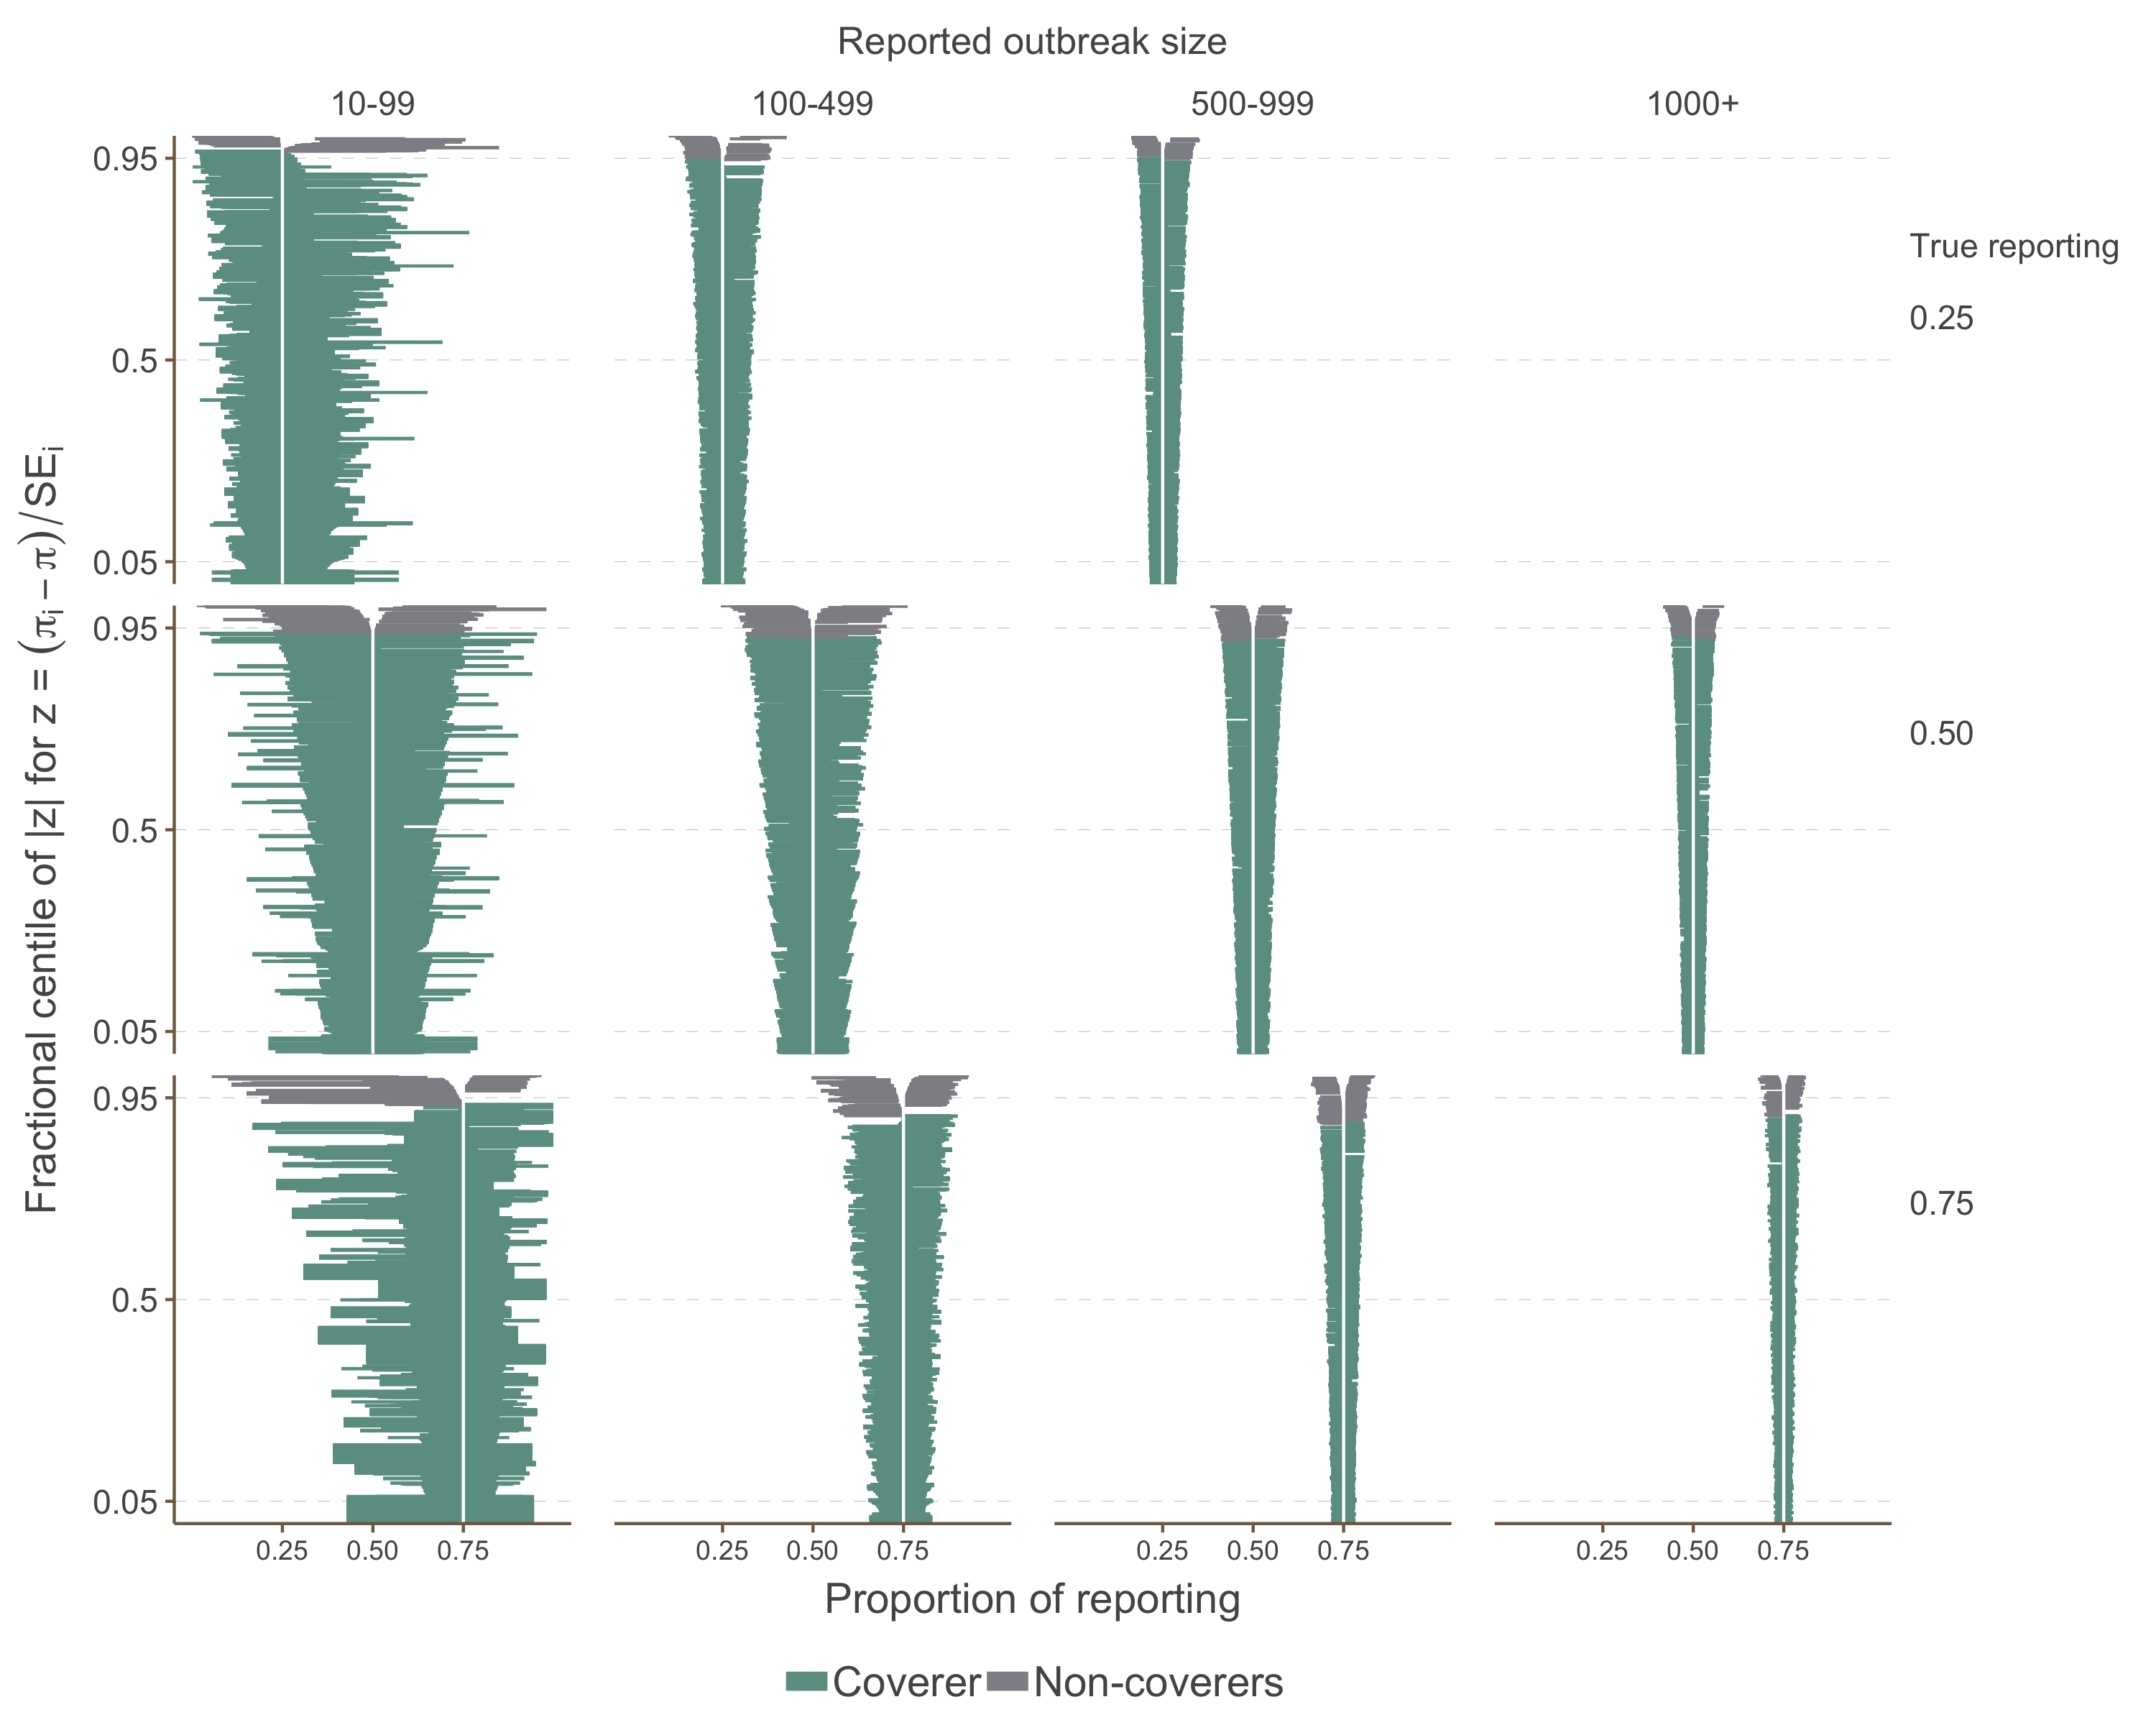 Reported outbreak size
10-99 100-499 500-999 1000+
Fractional centile of |z| for z = (πi − π)/SEi
0.95
0.5
0.05
True reporting
0.25
0.95
0.5
0.05
0.50
0.95
0.5
0.05
0.75
0.25 0.50 0.75 0.25 0.50 0.75 0.25 0.50 0.75 0.25 0.50 0.75
Proportion of reporting
Coverer Non-coverers